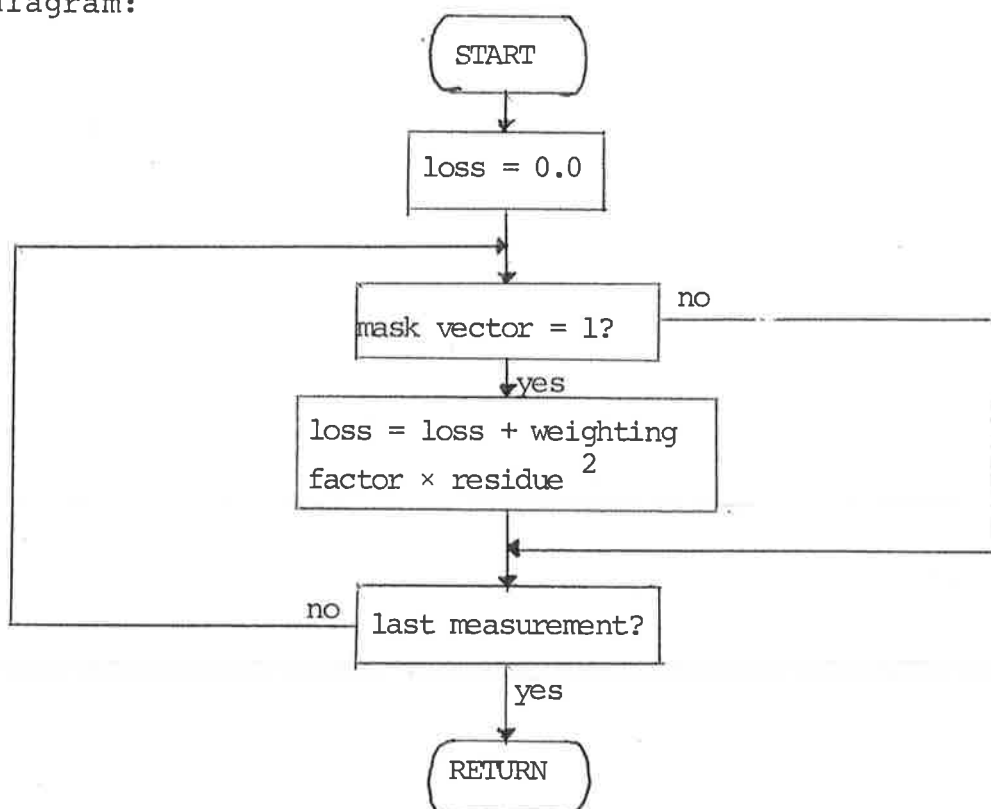 diagram:
START
loss = 0.0
mask vector = 1?
no
yes
loss = loss + weighting
factor × residue 2
no
last measurement?
yes
RETURN